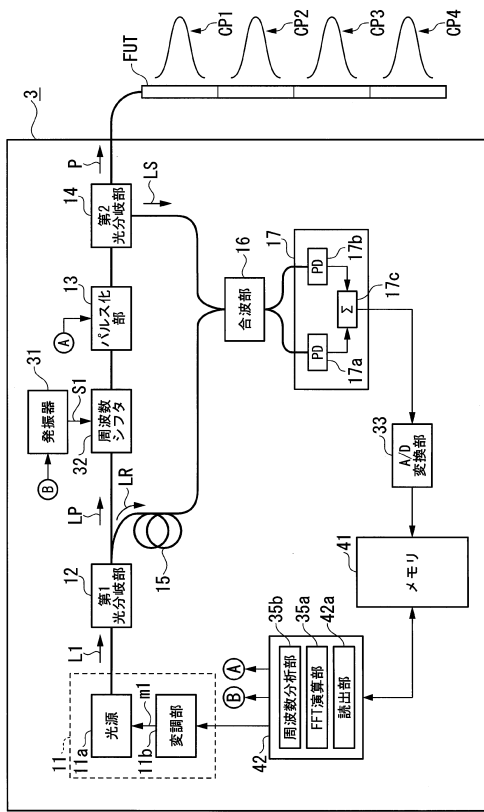 3
FUT
CP1
CP2
CP3
CP4
P
14
第2
光分岐部
LS
13
パルス化
部
A
31
発振器
S1
B
32
周波数
シフタ
LP
LR
15
12
第1
光分岐部
L1
11
11a
光源
m1
11b
変調部
16
合波部
17
PD
17a
PD
17b
Σ
17c
33
A/D
変換部
41
メモリ
42
B
A
周波数分析部
35b
FFT演算部
35a
読出部
42a